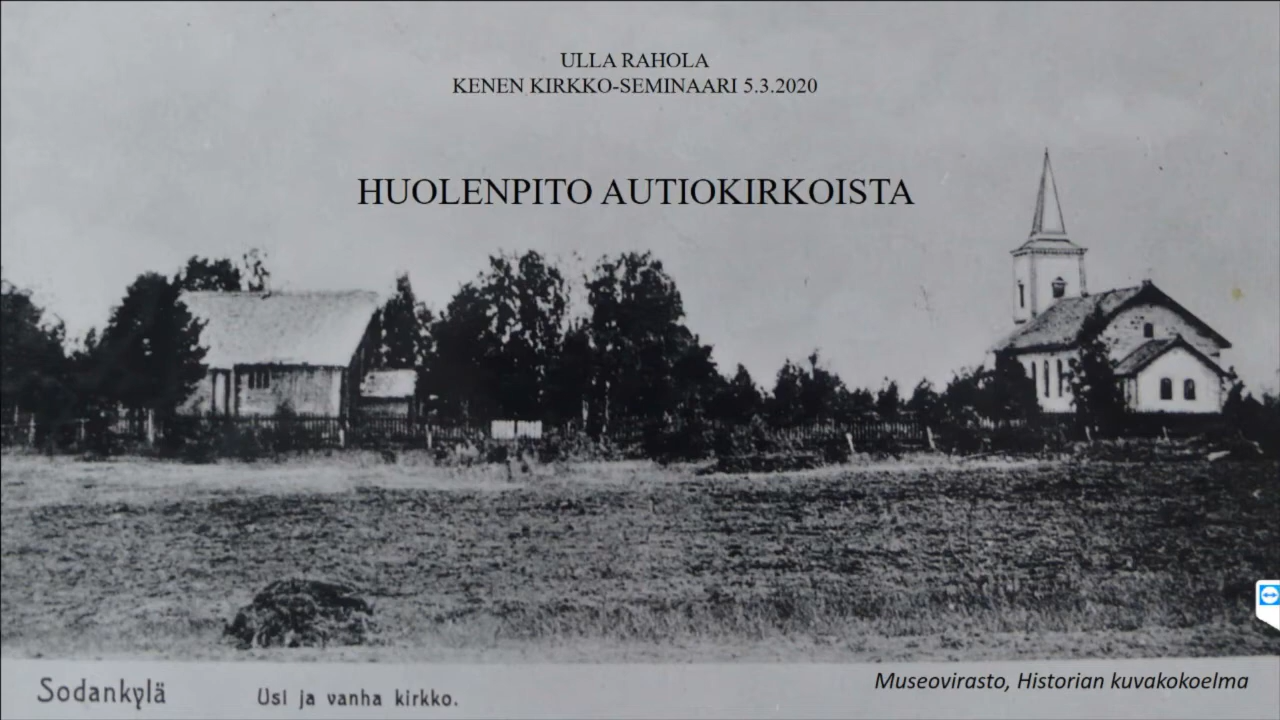 ULLA RAHOLA
KENEN KIRKKO-SEMINAARI 5.3.2020
HUOLENPITO AUTIOKIRKOISTA
Sodankylä
Usi ja vanha kirkko.
Museovirasto, Historian kuvakokoelma